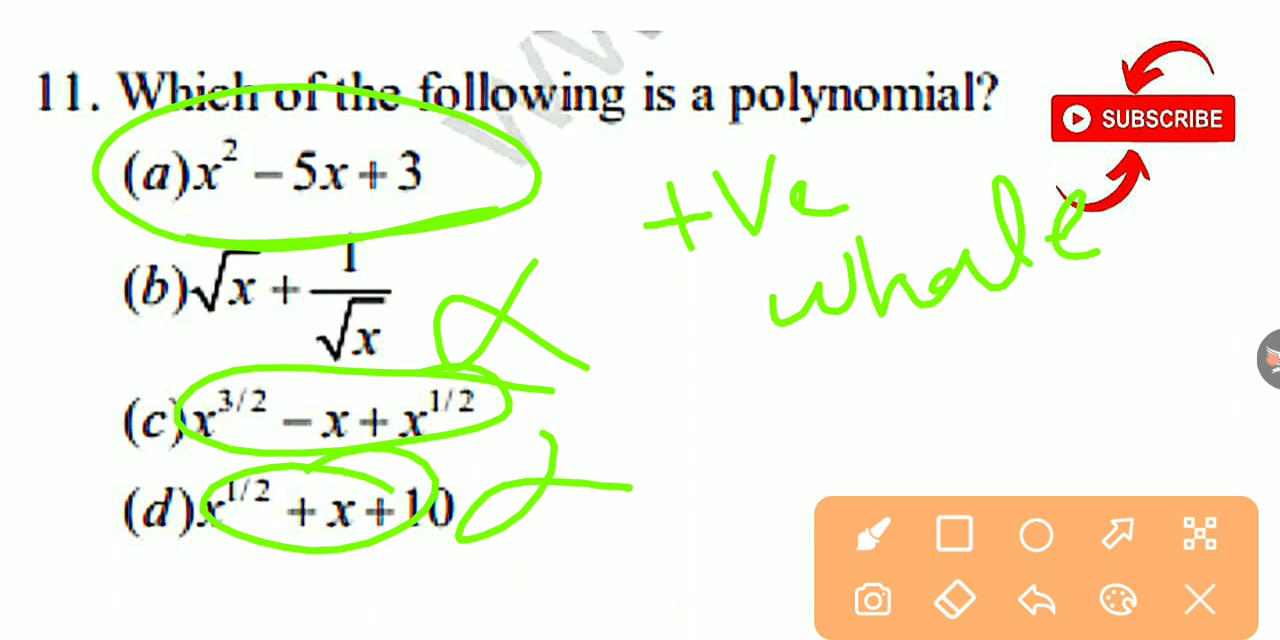 11. Which of the following is a polynomial?
SUBSCRIBE
(a) x² − 5x + 3
+ve
whole
(b) √x + 1/√x
(c) x^{3/2} − x + x^{1/2}
(d) x^{1/2} + x + 10